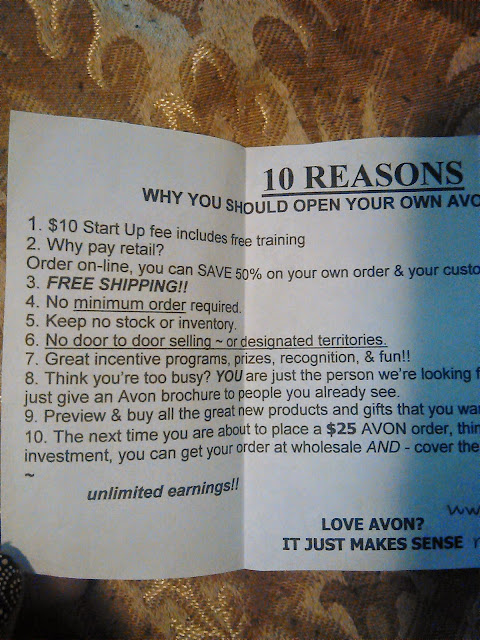 10 REASONS
WHY YOU SHOULD OPEN YOUR OWN AVO
1. $10 Start Up fee includes free training
2. Why pay retail?
Order on-line, you can SAVE 50% on your own order & your custo
3. FREE SHIPPING!!
4. No minimum order required.
5. Keep no stock or inventory.
6. No door to door selling ~ or designated territories.
7. Great incentive programs, prizes, recognition, & fun!!
8. Think you're too busy? YOU are just the person we're looking f
just give an Avon brochure to people you already see.
9. Preview & buy all the great new products and gifts that you wa
10. The next time you are about to place a $25 AVON order, thin
investment, you can get your order at wholesale AND - cover the
~
unlimited earnings!!
ww
LOVE AVON?
IT JUST MAKES SENSE